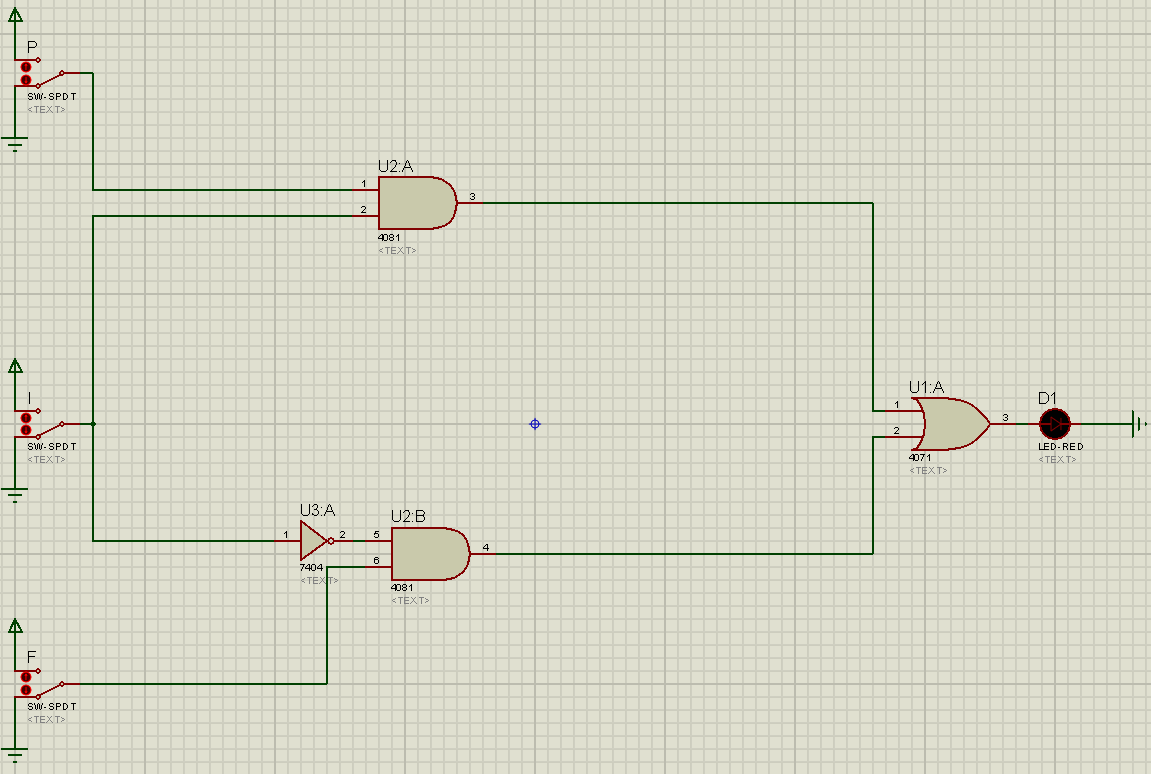 P
SW-SPDT
<TEXT>
U2:A
1
2
3
4081
<TEXT>
I
SW-SPDT
<TEXT>
U1:A
1
2
3
4071
<TEXT>
D1
LED-RED
<TEXT>
U3:A
1
2
7404
<TEXT>
U2:B
5
6
4
4081
<TEXT>
F
SW-SPDT
<TEXT>